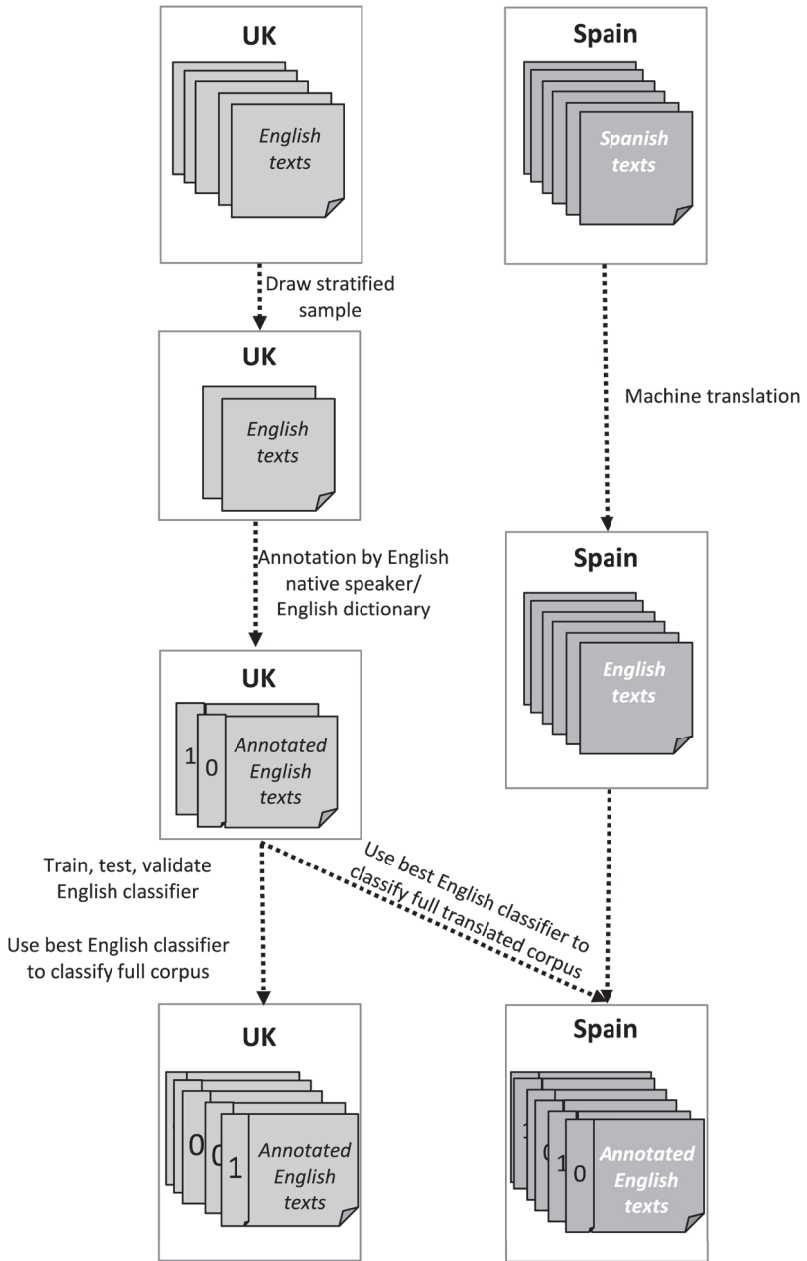 UK
English
texts
Spain
Spanish
texts
Draw stratified
sample
UK
English
texts
Machine translation
Annotation by English
native speaker/
English dictionary
Spain
English
texts
UK
1
0
Annotated
English
texts
Train, test, validate
English classifier
Use best English classifier
to classify full corpus
Use best English classifier to
classify full translated corpus
UK
0
0
1
Annotated
English
texts
Spain
1
0
1
0
Annotated
English
texts